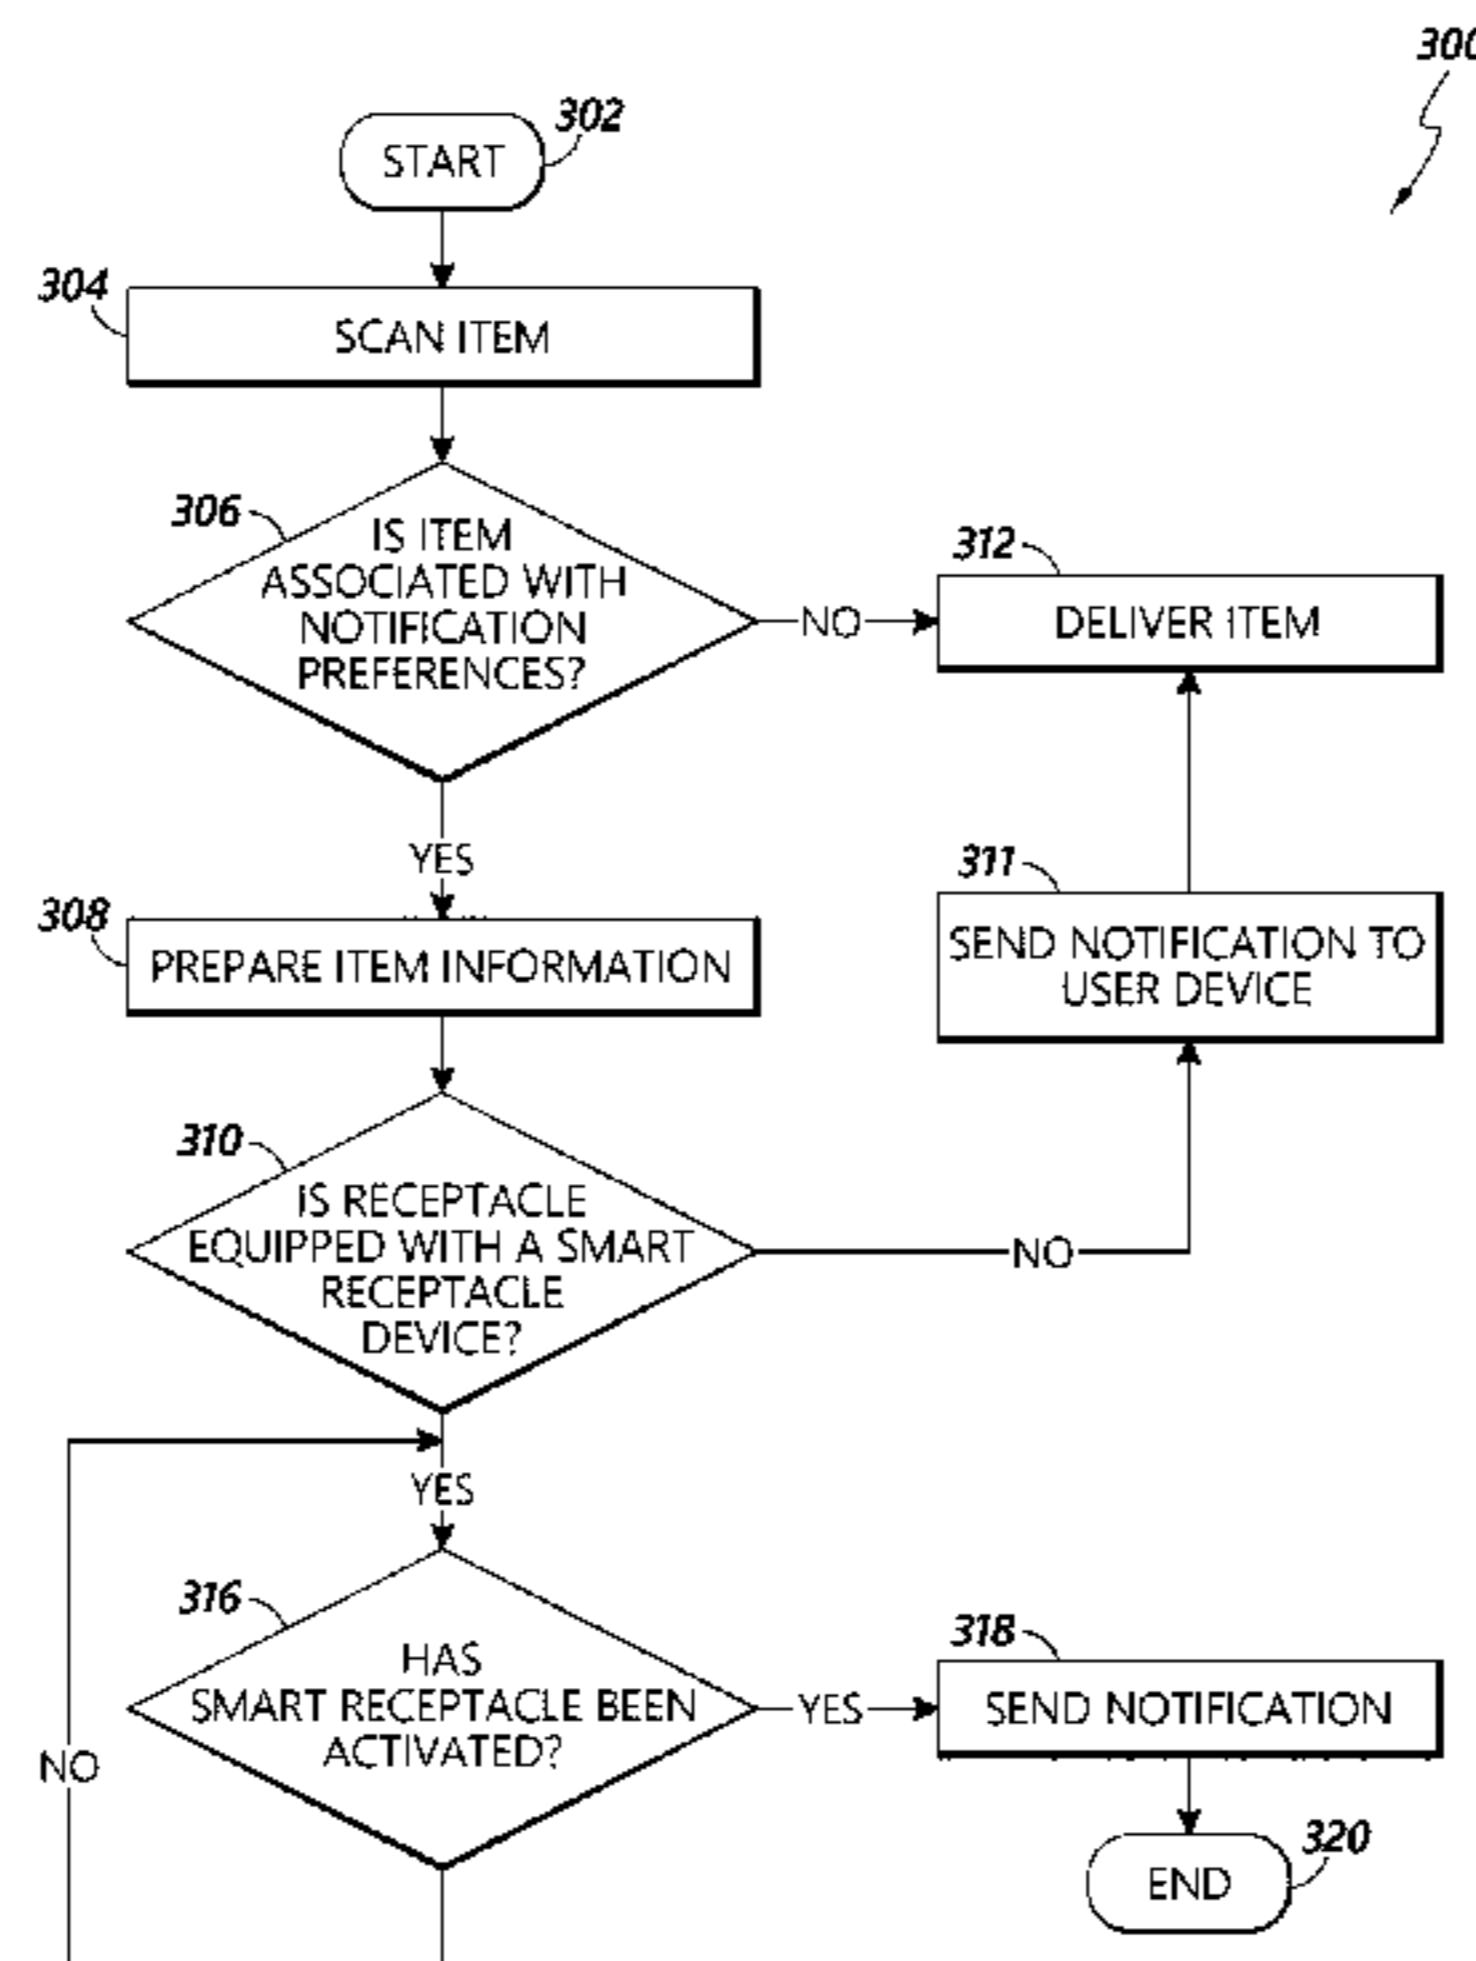 300
302
START
304
SCAN ITEM
306
IS ITEM
ASSOCIATED WITH
NOTIFICATION
PREFERENCES?
NO
312
DELIVER ITEM
YES
308
PREPARE ITEM INFORMATION
311
SEND NOTIFICATION TO
USER DEVICE
310
IS RECEPTACLE
EQUIPPED WITH A SMART
RECEPTACLE
DEVICE?
NO
YES
316
HAS
SMART RECEPTACLE BEEN
ACTIVATED?
YES
318
SEND NOTIFICATION
NO
320
END